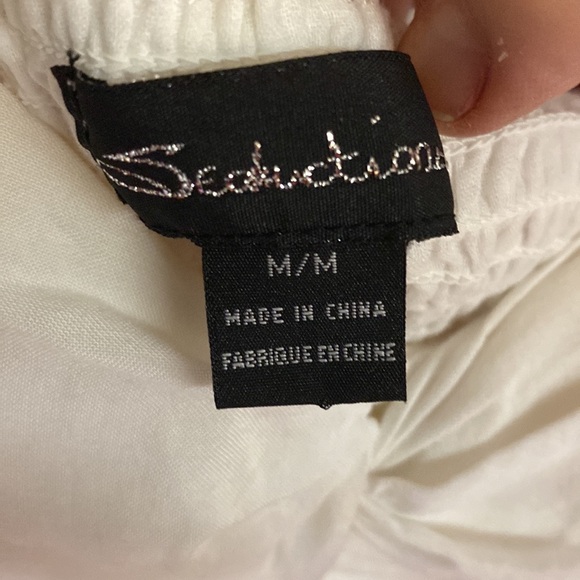 Seductions
M/M
MADE IN CHINA
FABRIQUE EN CHINE